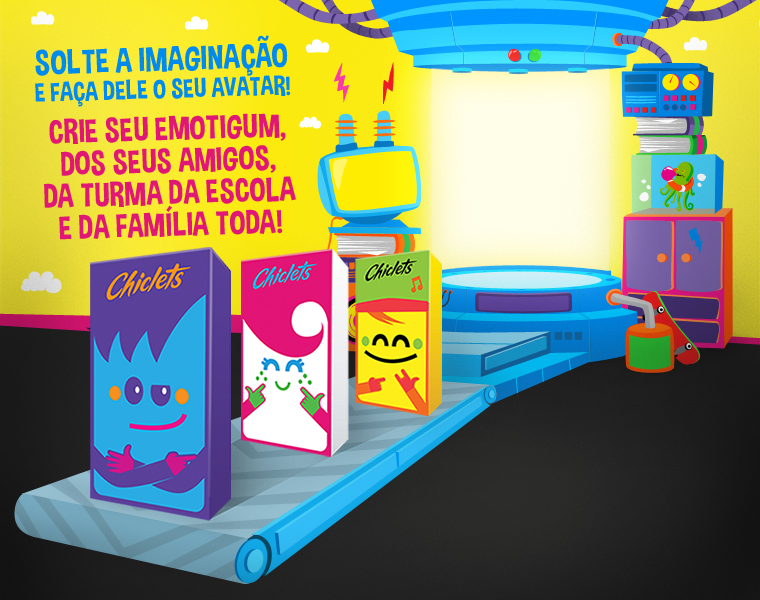 SOLTE A IMAGINAÇÃO
E FAÇA DELE O SEU AVATAR!
CRIE SEU EMOTIGUM,
DOS SEUS AMIGOS,
DA TURMA DA ESCOLA
E DA FAMÍLIA TODA!
Chiclets
Chiclets
Chiclets